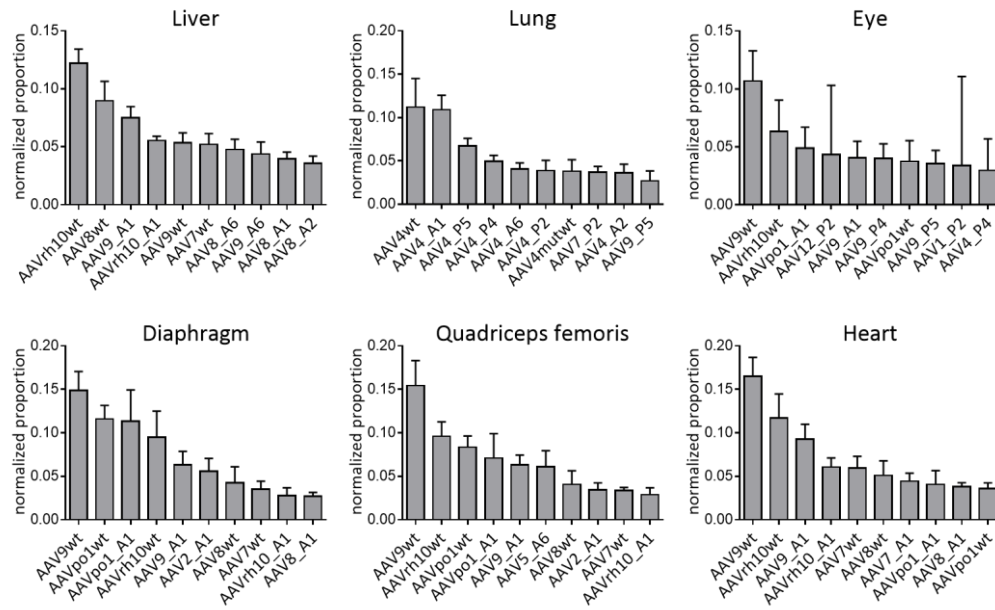 Liver
normalized proportion
0.15
0.10
0.05
0.00
AAVrh10wt
AAV8wt
AAV9_A1
AAVrh10_A1
AAV9wt
AAV7wt
AAV8_A6
AAV9_A6
AAV8_A1
AAV8_A2
Lung
normalized proportion
0.20
0.15
0.10
0.05
0.00
AAV4wt
AAV4_A1
AAV4_P5
AAV4_P4
AAV4_A6
AAV4_P2
AAV4mutwt
AAV7_P2
AAV4_A2
AAV9_P5
Eye
normalized proportion
0.15
0.10
0.05
0.00
AAV9wt
AAVrh10wt
AAVpo1_A1
AAV12_P2
AAV9_A1
AAV9_P4
AAVpo1wt
AAV9_P5
AAV1_P2
AAV4_P4
Diaphragm
normalized proportion
0.20
0.15
0.10
0.05
0.00
AAV9wt
AAVpo1wt
AAVpo1_A1
AAVrh10wt
AAV9_A1
AAV2_A1
AAV8wt
AAV7wt
AAVrh10_A1
AAV8_A1
Quadriceps femoris
normalized proportion
0.20
0.15
0.10
0.05
0.00
AAV9wt
AAVrh10wt
AAVpo1wt
AAVpo1_A1
AAV9_A1
AAV5_A6
AAV8wt
AAV2_A1
AAV7wt
AAVrh10_A1
Heart
normalized proportion
0.20
0.15
0.10
0.05
0.00
AAV9wt
AAVrh10wt
AAV9_A1
AAVrh10_A1
AAV7wt
AAV8wt
AAV7_A1
AAVpo1_A1
AAV8_A1
AAVpo1wt